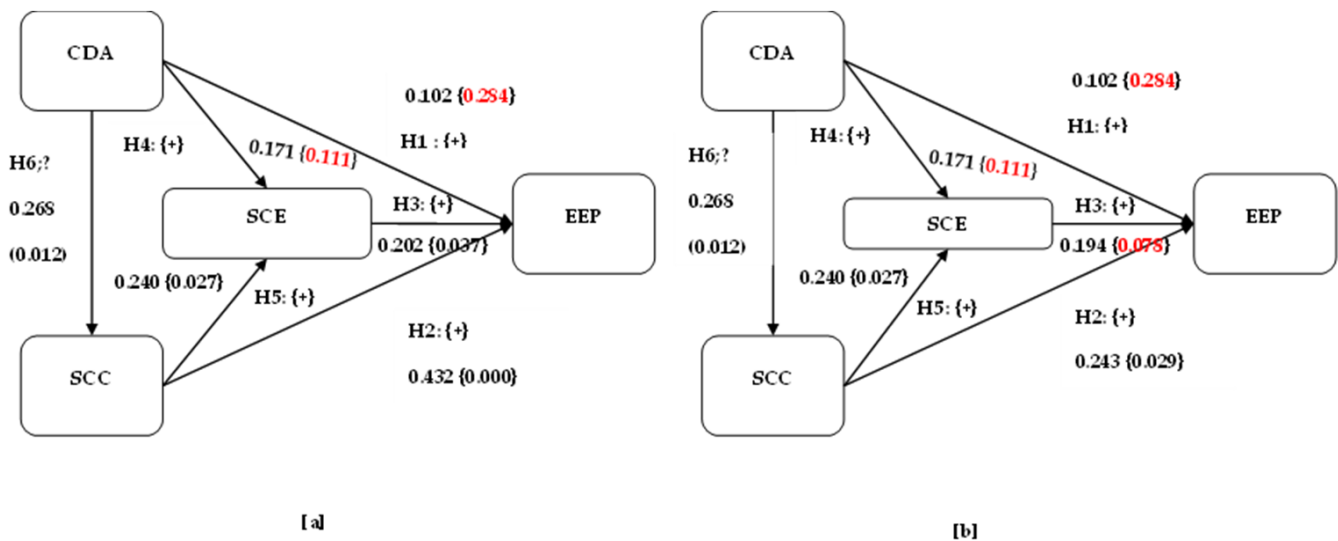 CDA
0.102 {0.284}
H4: {+}
H1 : {+}
0.171 {0.111}
H6;?
0.268
(0.012)
SCE
H3: {+}
EEP
0.202 {0.037}
0.240 {0.027}
H5: {+}
H2: {+}
SCC
0.432 {0.000}
[a]
CDA
0.102 {0.284}
H1: {+}
H4: {+}
0.171 {0.111}
H6;?
0.268
(0.012)
SCE
H3: {+}
EEP
0.194 {0.078}
0.240 {0.027}
H5: {+}
H2: {+}
SCC
0.243 {0.029}
[b]